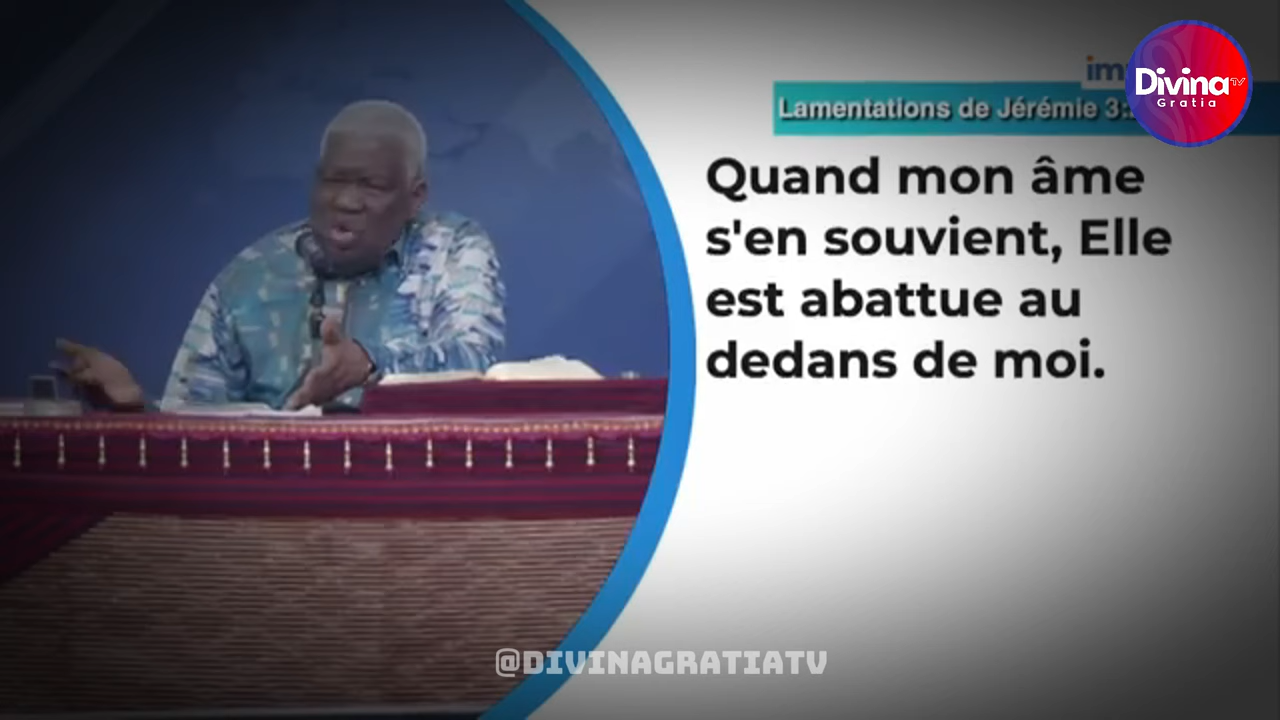 Divina TV
Gratia
Lamentations de Jérémie 3:
Quand mon âme
s'en souvient, Elle
est abattue au
dedans de moi.
@DIVINAGRATIATV